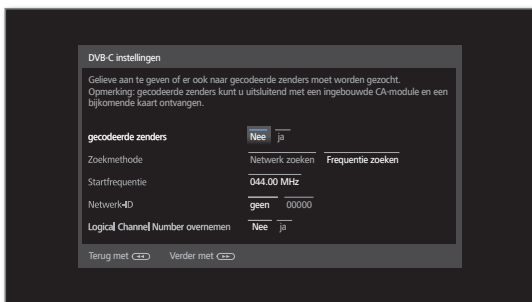 DVB-C instellingen
Gelieve aan te geven of er ook naar gecodeerde zenders moet worden gezocht.
Opmerking: gecodeerde zenders kunt u uitsluitend met een ingebouwde CA-module en een
bijkomende kaart ontvangen.
gecodeerde zenders Nee ja
Zoekmethode Netwerk zoeken Frequentie zoeken
Startfrequentie 044.00 MHz
Netwerk-ID geen 00000
Logical Channel Number overnemen Nee ja
Terug met Verder met